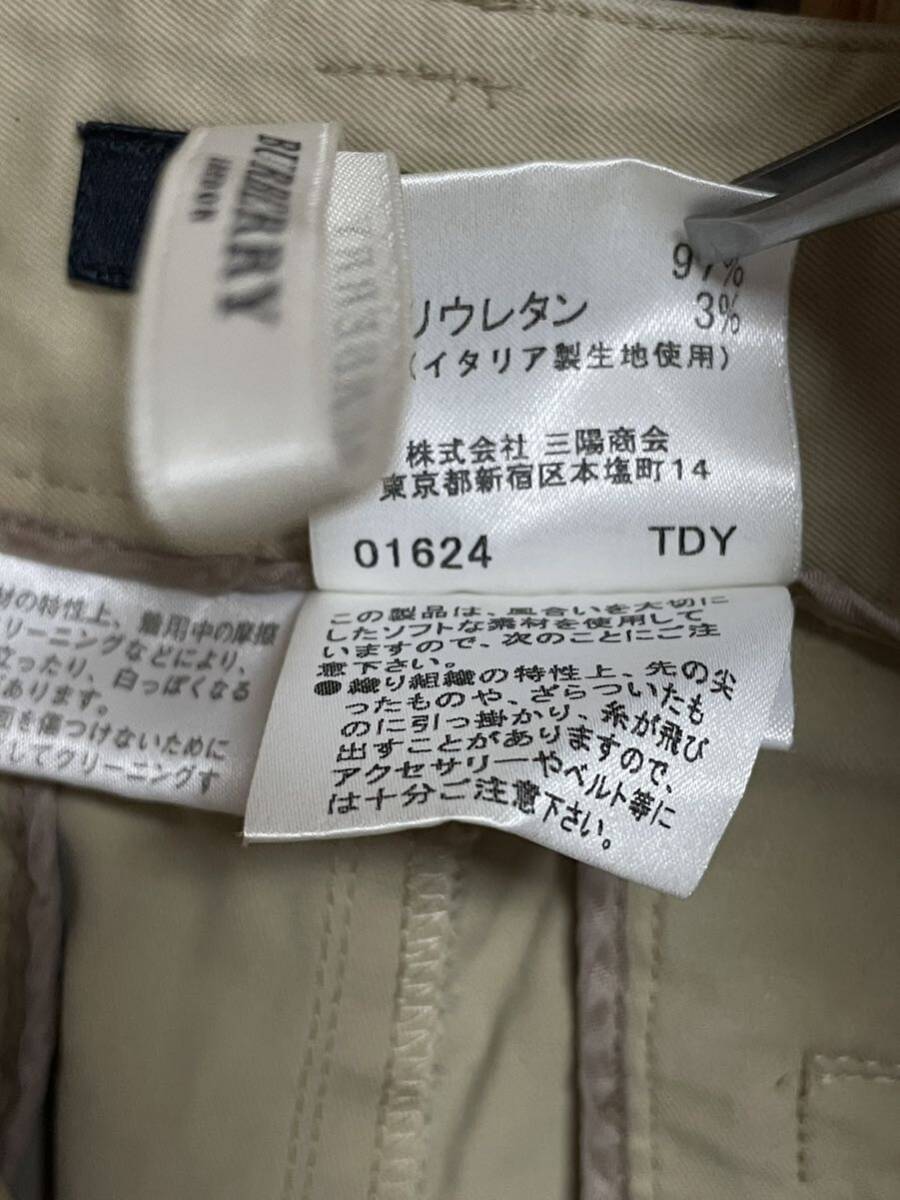 BURBERRY
LONDON
97%
リウレタン 3%
(イタリア製生地使用)
株式会社 三陽商会
東京都新宿区本塩町14
01624 TDY
材の特性上、着用中の摩擦
リーニングなどにより、
立ったり、白っぽくなる
があります。
面を傷つけないために
してクリーニングす
この製品は、風合いを大切に
したソフトな素材を使用して
いますので、次のことにご注
意下さい。
●織り組織の特性上、先の尖
ったものや、ざらついたも
のに引っ掛かり、糸が飛び
出すことがありますので、
アクセサリーやベルト等に
は十分ご注意下さい。